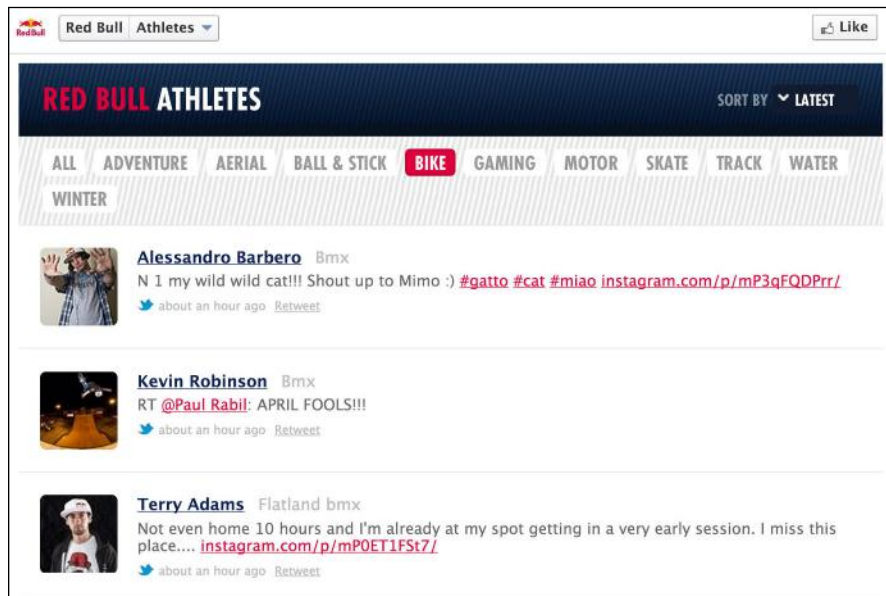 Red Bull
Red Bull Athletes
Like
RED BULL ATHLETES
SORT BY LATEST
ALL ADVENTURE AERIAL BALL & STICK BIKE GAMING MOTOR SKATE TRACK WATER
WINTER
Alessandro Barbero Bmx
N 1 my wild wild cat!!! Shout up to Mimo :) #gatto #cat #miao instagram.com/p/mP3qFQDPrr/
about an hour ago Retweet
Kevin Robinson Bmx
RT @Paul Rabil: APRIL FOOLS!!!
about an hour ago Retweet
Terry Adams Flatland bmx
Not even home 10 hours and I'm already at my spot getting in a very early session. I miss this
place.... instagram.com/p/mP0ET1FSt7/
about an hour ago Retweet